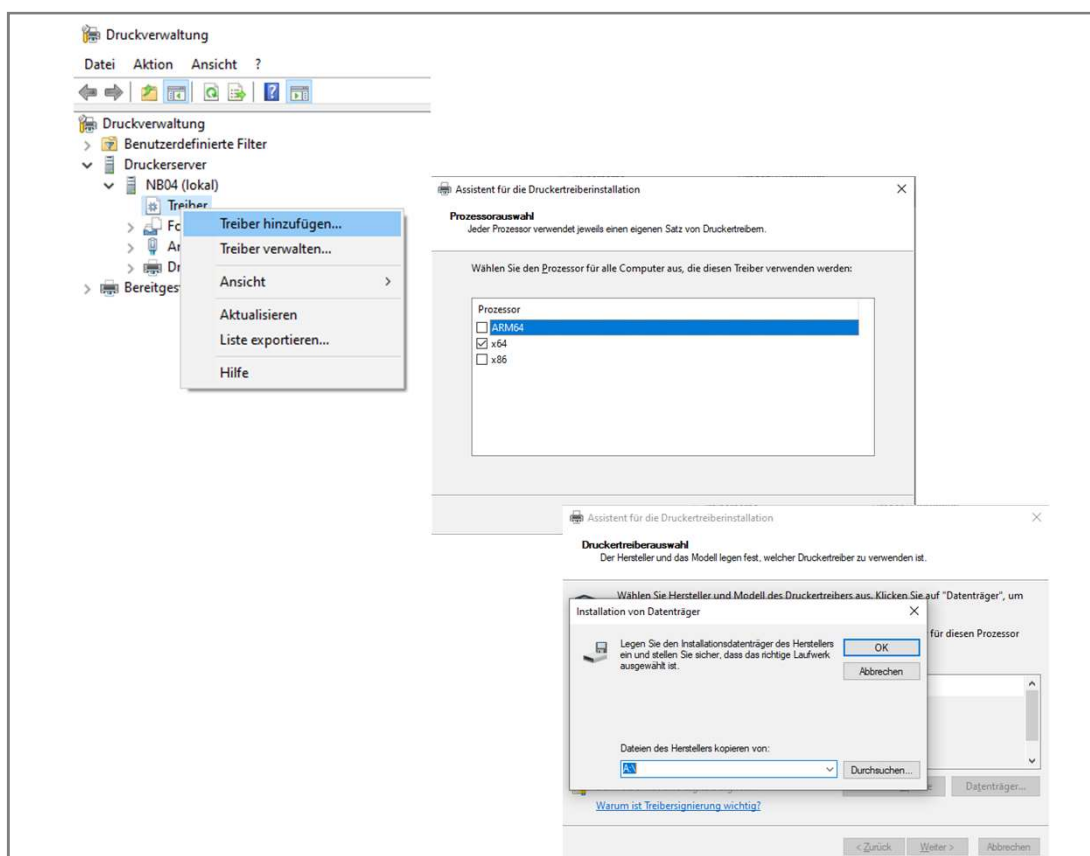 Druckverwaltung
Datei Aktion Ansicht ?
Druckverwaltung
Benutzerdefinierte Filter
Druckerserver
NB04 (lokal)
Treiber
Fo
Ar
Dr
Bereitges
Treiber hinzufügen...
Treiber verwalten...
Ansicht
Aktualisieren
Liste exportieren...
Hilfe
Assistent für die Druckertreiberinstallation
Prozessorauswahl
Jeder Prozessor verwendet jeweils einen eigenen Satz von Druckertreibern.
Wählen Sie den Prozessor für alle Computer aus, die diesen Treiber verwenden werden:
Prozessor
ARM64
x64
x86
Assistent für die Druckertreiberinstallation
Druckertreiberauswahl
Der Hersteller und das Modell legen fest, welcher Druckertreiber zu verwenden ist.
Wählen Sie Hersteller und Modell des Druckertreibers aus. Klicken Sie auf "Datenträger", um
für diesen Prozessor
Installation von Datenträger
Legen Sie den Installationsdatenträger des Herstellers
ein und stellen Sie sicher, dass das richtige Laufwerk
ausgewählt ist.
OK
Abbrechen
Dateien des Herstellers kopieren von:
A:\
Durchsuchen...
Datenträger...
Warum ist Treibersignierung wichtig?
< Zurück Weiter > Abbrechen